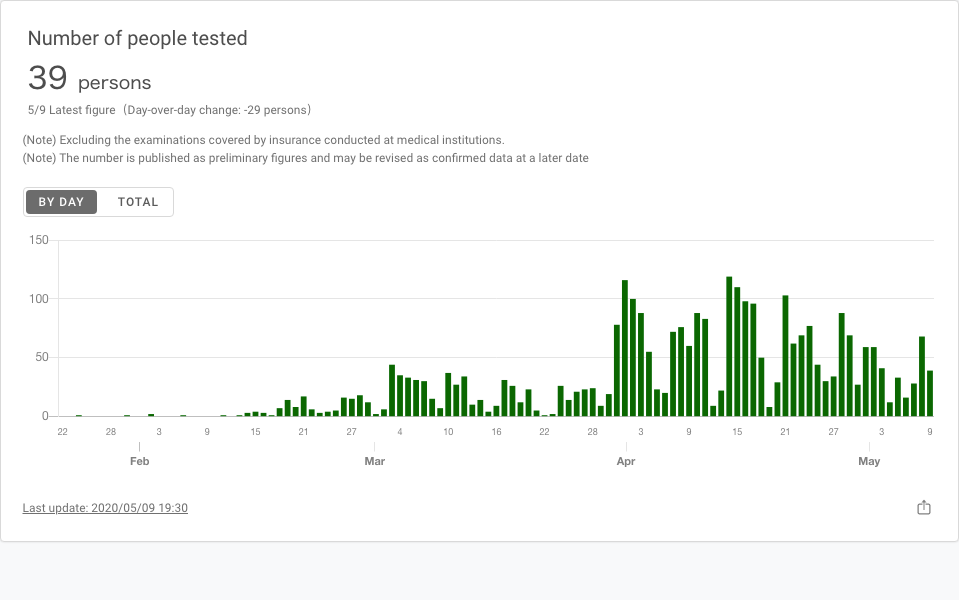 Number of people tested
39 persons
5/9 Latest figure（Day-over-day change: -29 persons）
(Note) Excluding the examinations covered by insurance conducted at medical institutions.
(Note) The number is published as preliminary figures and may be revised as confirmed data at a later date
BY DAY TOTAL
150
100
50
0
22 28 3 9 15 21 27 4 10 16 22 28 3 9 15 21 27 3 9
Feb Mar Apr May
Last update: 2020/05/09 19:30